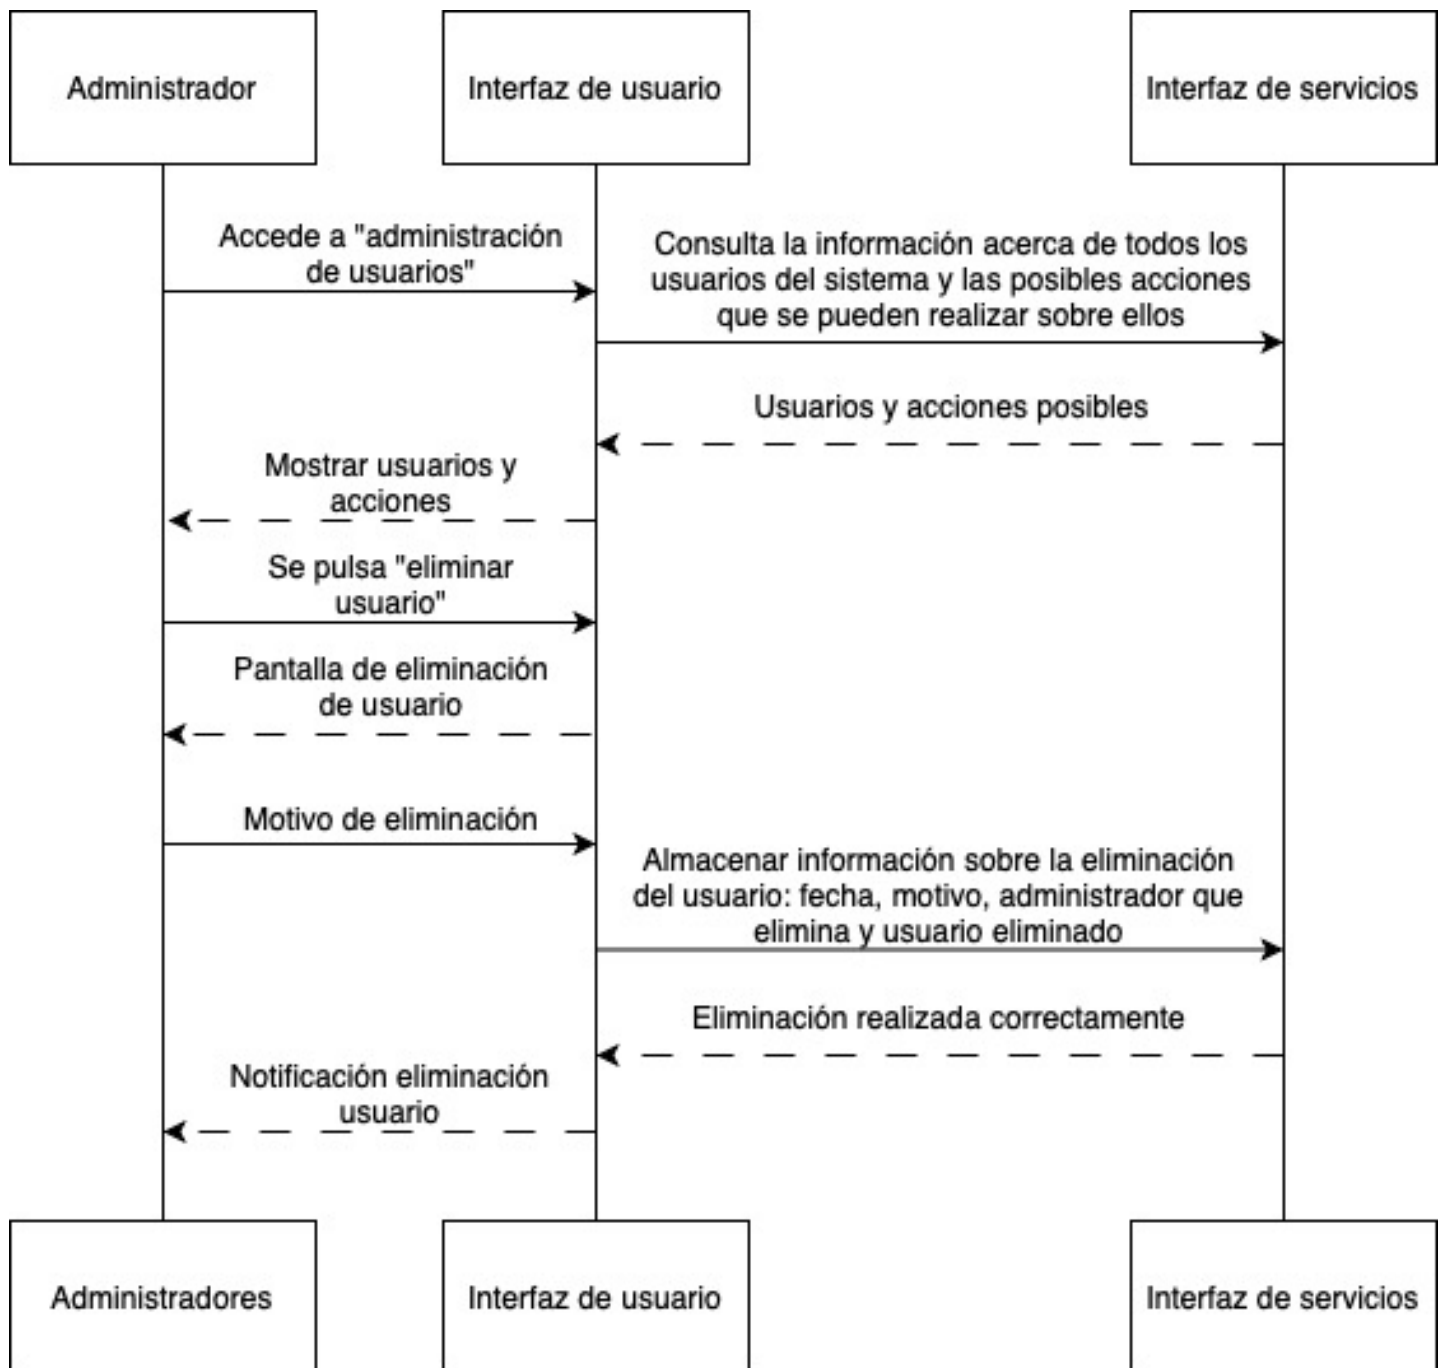 Administrador
Interfaz de usuario
Interfaz de servicios
Accede a "administración
de usuarios"
Consulta la información acerca de todos los
usuarios del sistema y las posibles acciones
que se pueden realizar sobre ellos
Usuarios y acciones posibles
Mostrar usuarios y
acciones
Se pulsa "eliminar
usuario"
Pantalla de eliminación
de usuario
Motivo de eliminación
Almacenar información sobre la eliminación
del usuario: fecha, motivo, administrador que
elimina y usuario eliminado
Eliminación realizada correctamente
Notificación eliminación
usuario
Administradores
Interfaz de usuario
Interfaz de servicios